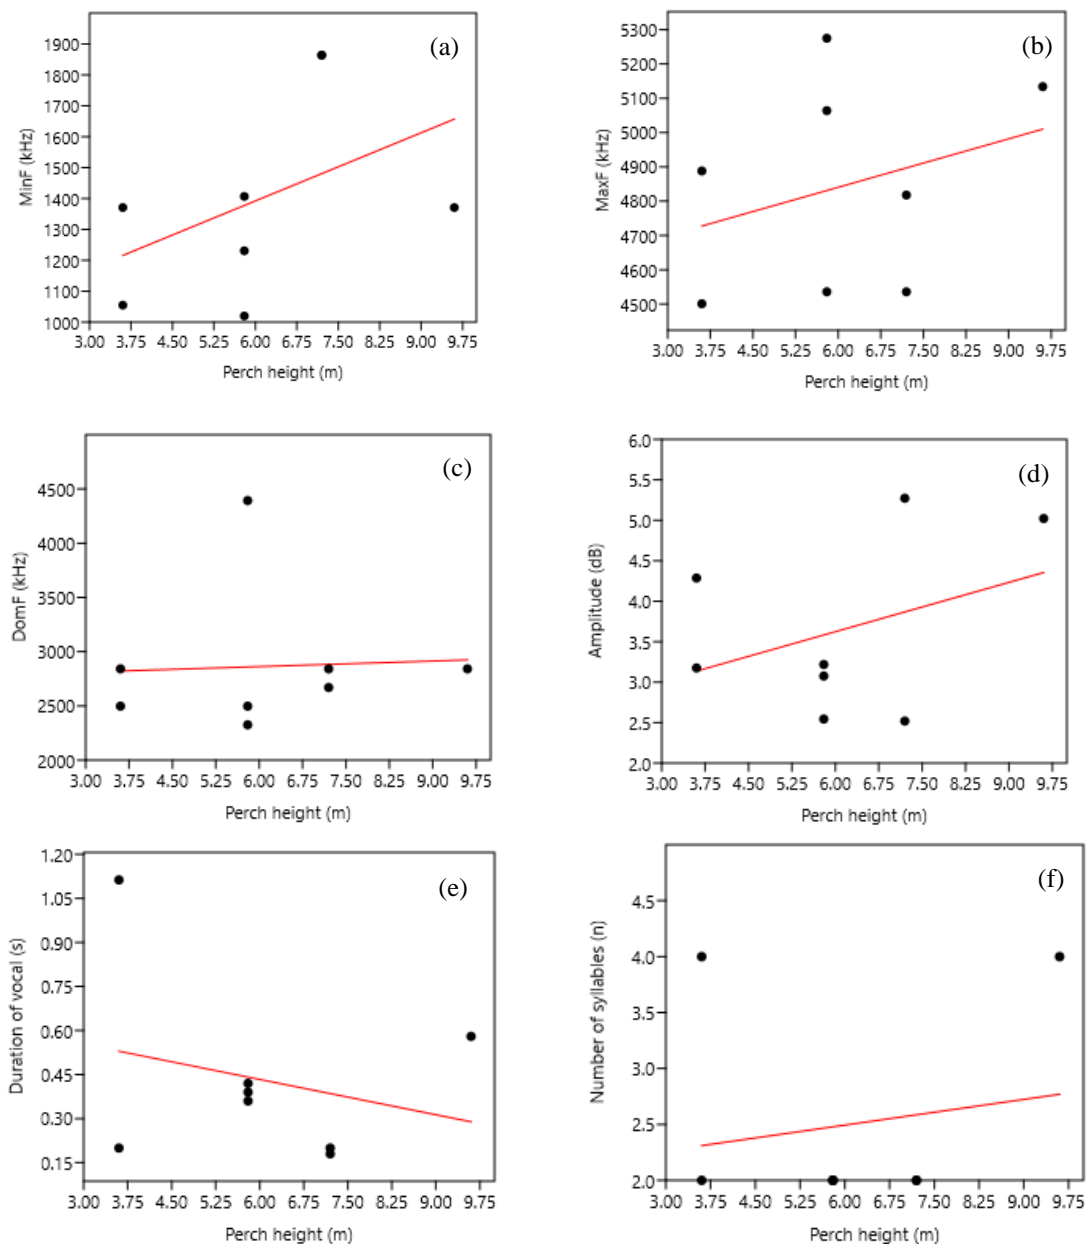 (a)
MinF (kHz)
1900
1800
1700
1600
1500
1400
1300
1200
1100
1000
3.00 3.75 4.50 5.25 6.00 6.75 7.50 8.25 9.00 9.75
Perch height (m)
(b)
MaxF (kHz)
5300
5200
5100
5000
4900
4800
4700
4600
4500
3.00 3.75 4.50 5.25 6.00 6.75 7.50 8.25 9.00 9.75
Perch height (m)
(c)
DomF (kHz)
4500
4000
3500
3000
2500
2000
3.00 3.75 4.50 5.25 6.00 6.75 7.50 8.25 9.00 9.75
Perch height (m)
(d)
Amplitude (dB)
6.0
5.5
5.0
4.5
4.0
3.5
3.0
2.5
2.0
3.00 3.75 4.50 5.25 6.00 6.75 7.50 8.25 9.00 9.75
Perch height (m)
(e)
Duration of vocal (s)
1.20
1.05
0.90
0.75
0.60
0.45
0.30
0.15
3.00 3.75 4.50 5.25 6.00 6.75 7.50 8.25 9.00 9.75
Perch height (m)
(f)
Number of syllables (n)
4.5
4.0
3.5
3.0
2.5
2.0
3.00 3.75 4.50 5.25 6.00 6.75 7.50 8.25 9.00 9.75
Perch height (m)